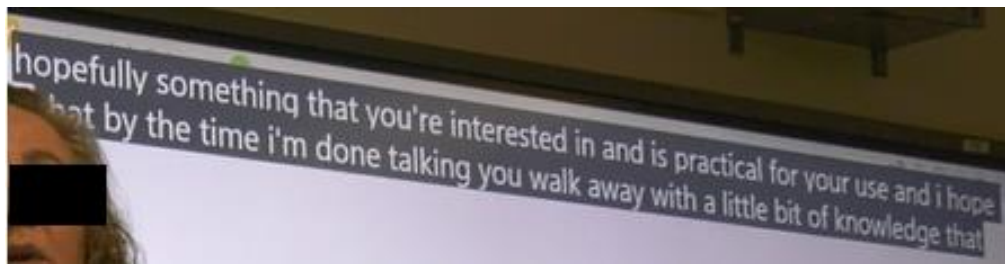 hopefully something that you're interested in and is practical for your use and i hope
that by the time i'm done talking you walk away with a little bit of knowledge that